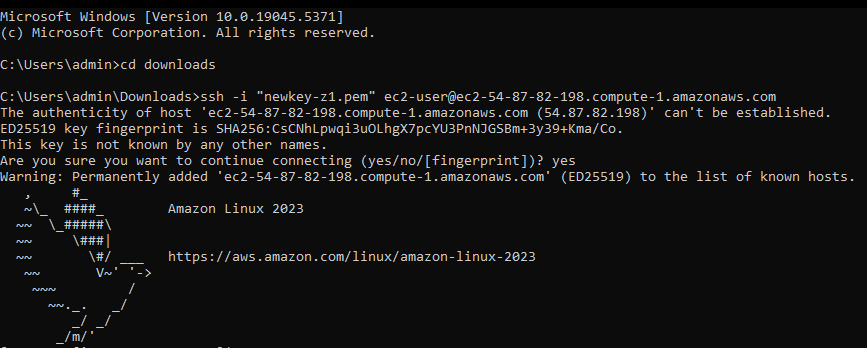 Microsoft Windows [Version 10.0.19045.5371]
(c) Microsoft Corporation. All rights reserved.
C:\Users\admin>cd downloads
C:\Users\admin\Downloads>ssh -i "newkey-z1.pem" ec2-user@ec2-54-87-82-198.compute-1.amazonaws.com
The authenticity of host 'ec2-54-87-82-198.compute-1.amazonaws.com (54.87.82.198)' can't be established.
ED25519 key fingerprint is SHA256:CsCNhLpwqi3uOLhgX7pcYU3PnNJGSBm+3y39+Kma/Co.
This key is not known by any other names.
Are you sure you want to continue connecting (yes/no/[fingerprint])? yes
Warning: Permanently added 'ec2-54-87-82-198.compute-1.amazonaws.com' (ED25519) to the list of known hosts.
   ,     #_
   ~\_  ####_        Amazon Linux 2023
  ~~  \_#####\
  ~~     \###|
  ~~       \#/ ___   https://aws.amazon.com/linux/amazon-linux-2023
   ~~       V~' '->
    ~~~         /
      ~~._.   _/
         _/ _/
       _/m/'